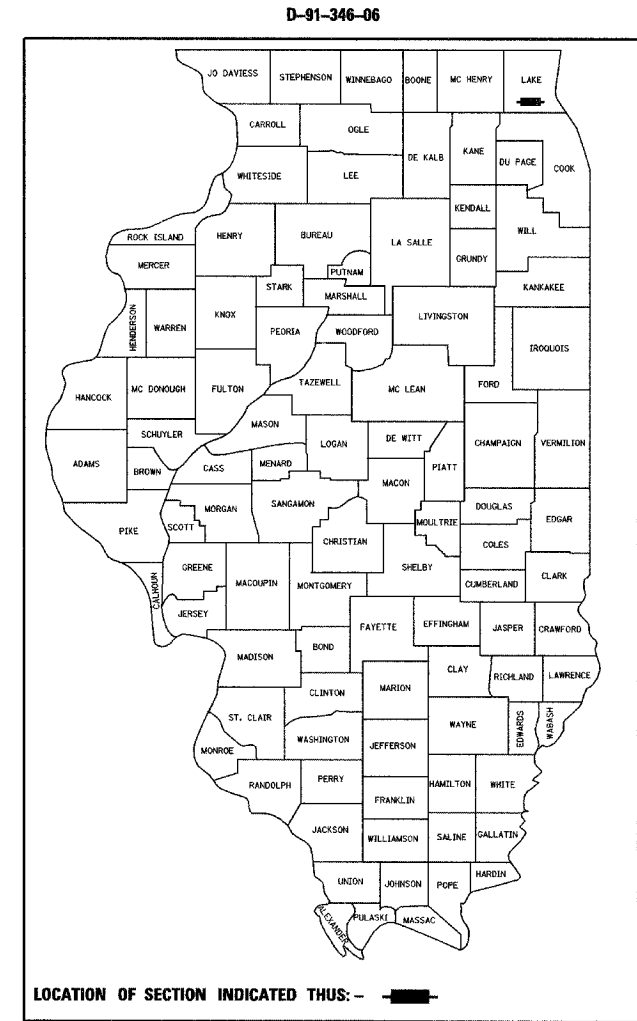 D-91-346-06
JO DAVIESS STEPHENSON WINNEBAGO BOONE MC HENRY LAKE
CARROLL OGLE DE KALB KANE DU PAGE COOK
WHITESIDE LEE
KENDALL
ROCK ISLAND HENRY BUREAU LA SALLE GRUNDY WILL
MERCER PUTNAM
STARK MARSHALL KANKAKEE
HENDERSON WARREN KNOX PEORIA WOODFORD LIVINGSTON IROQUOIS
HANCOCK MC DONOUGH FULTON TAZEWELL MC LEAN FORD
MASON
SCHUYLER LOGAN DE WITT CHAMPAIGN VERMILION
ADAMS BROWN CASS MENARD MACON PIATT
PIKE SCOTT MORGAN SANGAMON MOULTRIE DOUGLAS EDGAR
CHRISTIAN COLES
CALHOUN GREENE MACOUPIN MONTGOMERY SHELBY CUMBERLAND CLARK
JERSEY
FAYETTE EFFINGHAM JASPER CRAWFORD
MADISON BOND
CLAY RICHLAND LAWRENCE
CLINTON MARION
ST. CLAIR WAYNE EDWARDS WABASH
MONROE WASHINGTON JEFFERSON
RANDOLPH PERRY HAMILTON WHITE
FRANKLIN
JACKSON WILLIAMSON SALINE GALLATIN
UNION JOHNSON POPE HARDIN
ALEXANDER PULASKI MASSAC
LOCATION OF SECTION INDICATED THUS: -